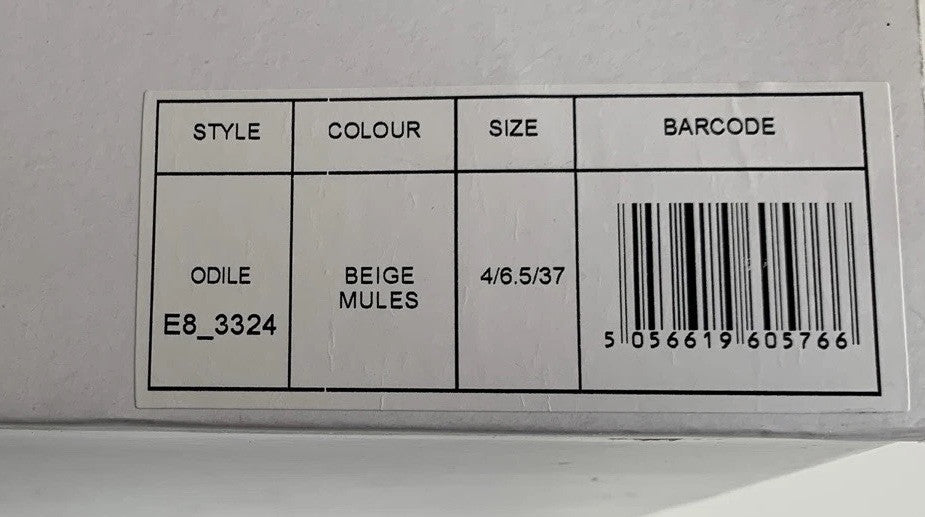 STYLE COLOUR SIZE BARCODE
ODILE BEIGE MULES 4/6.5/37
E8_3324
5 056619 605766